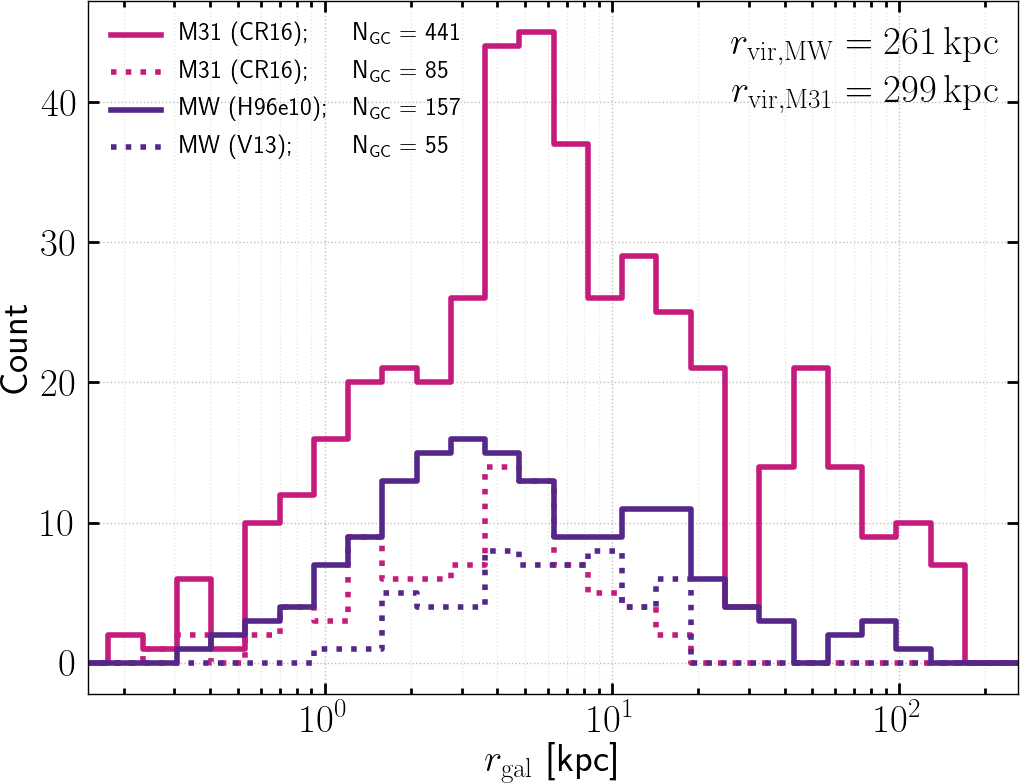 M31 (CR16); N_GC = 441
M31 (CR16); N_GC = 85
MW (H96e10); N_GC = 157
MW (V13); N_GC = 55
r_vir,MW = 261 kpc
r_vir,M31 = 299 kpc
Count
40
30
20
10
0
10^0 10^1 10^2
r_gal [kpc]